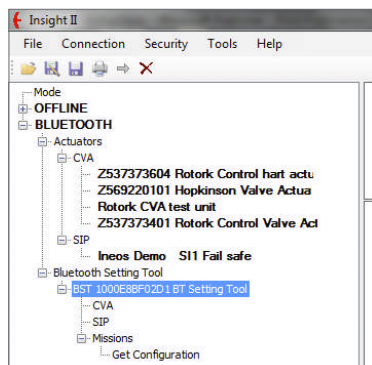 Insight II
File Connection Security Tools Help
Mode
OFFLINE
BLUETOOTH
Actuators
CVA
Z537373604 Rotork Control hart actu
Z569220101 Hopkinson Valve Actua
Rotork CVA test unit
Z537373401 Rotork Control Valve Act
SIP
Ineos Demo SI1 Fail safe
Bluetooth Setting Tool
BST 1000E8BF02D1 BT Setting Tool
CVA
SIP
Missions
Get Configuration